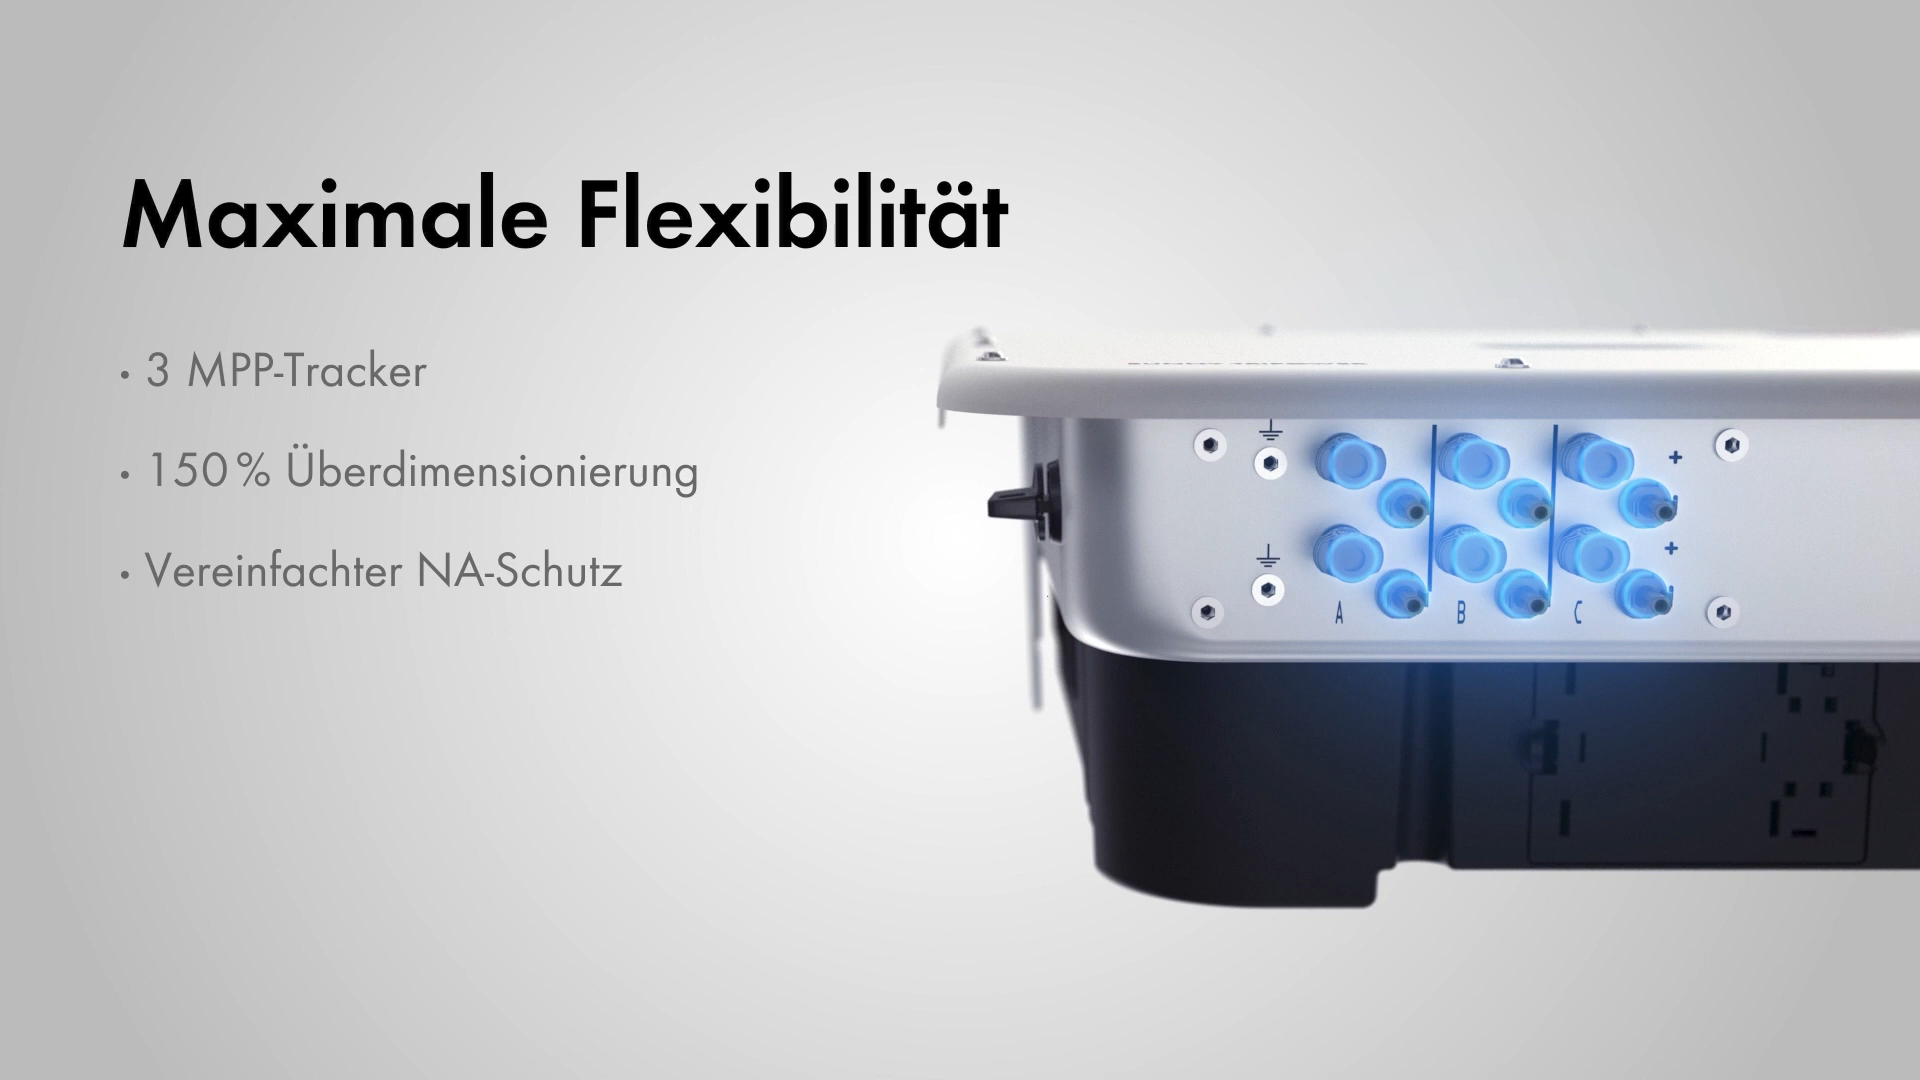 Maximale Flexibilität
• 3 MPP-Tracker
• 150 % Überdimensionierung
• Vereinfachter NA-Schutz
+
-
+
-
A B C